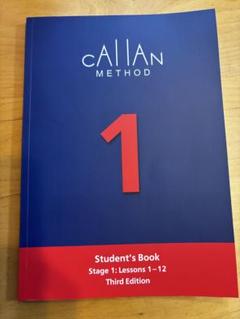 cAllAN
METHOD
1
Student's Book
Stage 1: Lessons 1–12
Third Edition